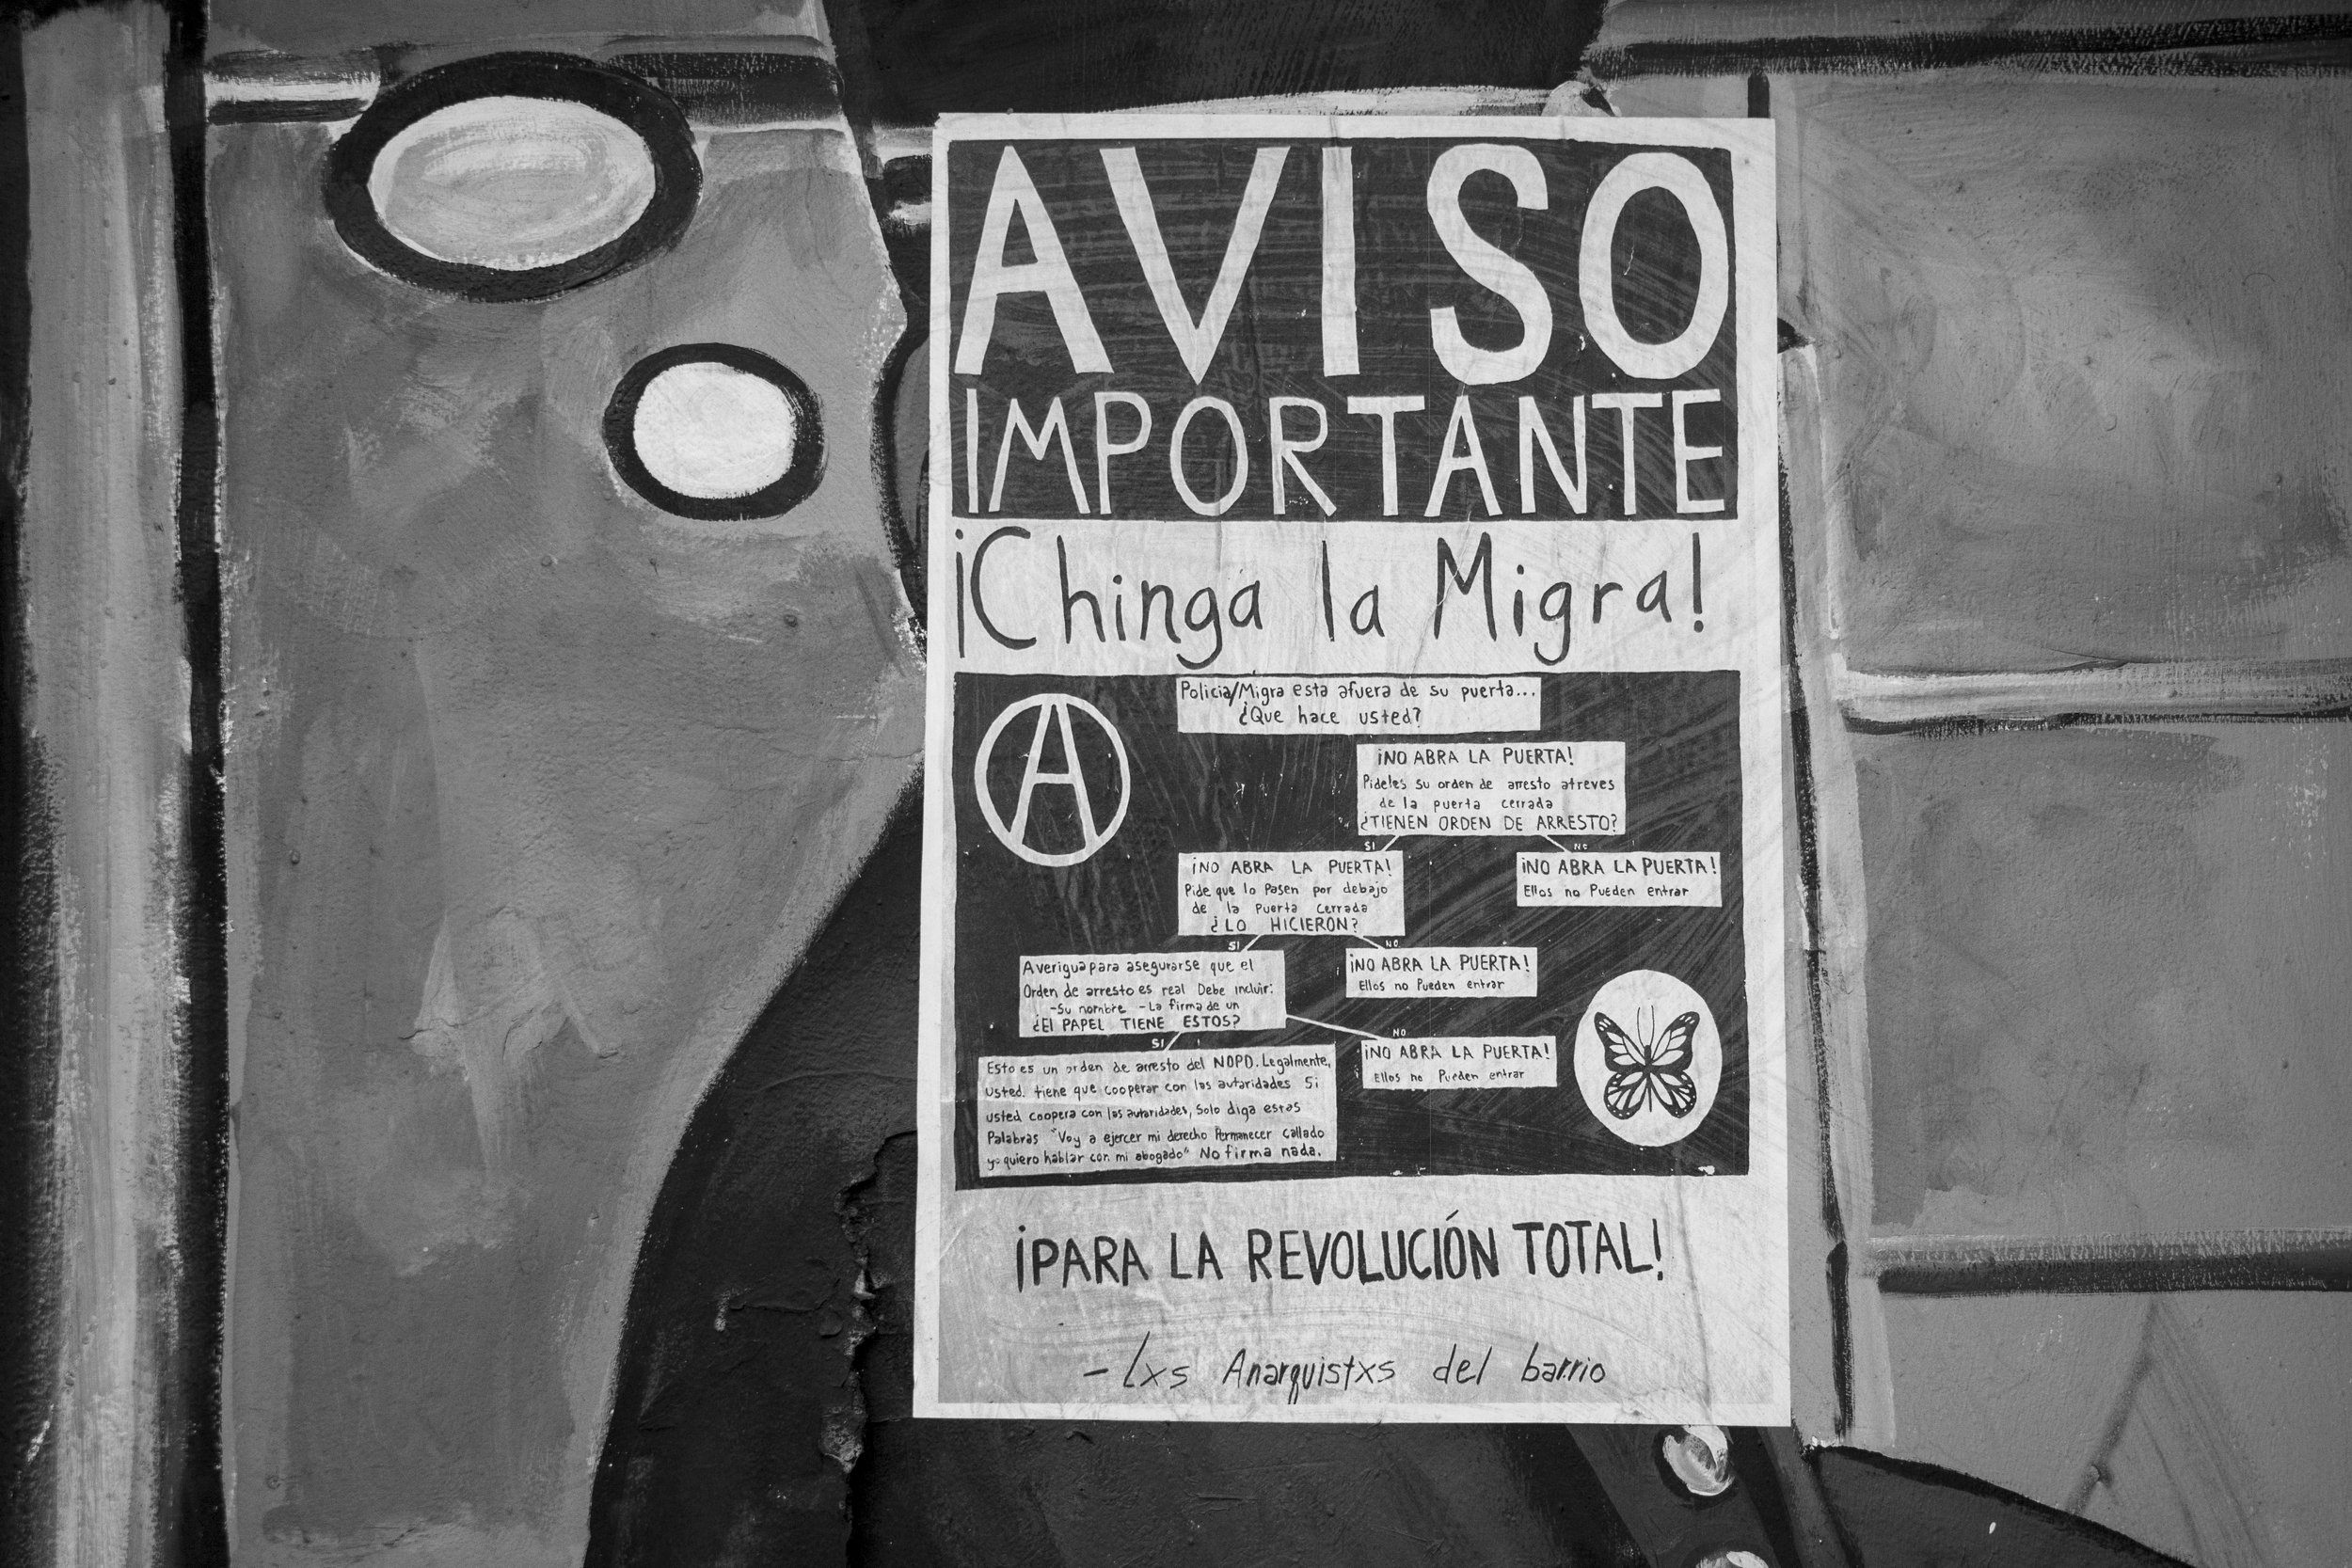 AVISO
IMPORTANTE
¡Chinga la Migra!
Policia/Migra esta afuera de su puerta...
¿Que hace usted?
A
¡NO ABRA LA PUERTA!
Pideles su orden de arresto atreves
de la puerta cerrada
¿TIENEN ORDEN DE ARRESTO?
SI
NO
¡NO ABRA LA PUERTA!
Pide que lo Pasen por debajo
de la Puerta Cerrada
¿LO HICIERON?
¡NO ABRA LA PUERTA!
Ellos no Pueden entrar
SI
NO
Averigua para asegurarse que el
Orden de arresto es real Debe incluir:
-Su nombre -La firma de un
¿El PAPEL TIENE ESTOS?
¡NO ABRA LA PUERTA!
Ellos no Pueden entrar
SI
NO
¡NO ABRA LA PUERTA!
Ellos no Pueden entrar
Esto es un orden de arresto del NOPD. Legalmente,
usted. tiene que cooperar con las autaridades Si
usted coopera con las autaridades, Solo diga estas
Palabras "Voy a ejercer mi derecho Permanecer callado
yo quiero hablar con mi abogado" No firma nada.
¡PARA LA REVOLUCIÓN TOTAL!
- Lxs Anarquistxs del barrio